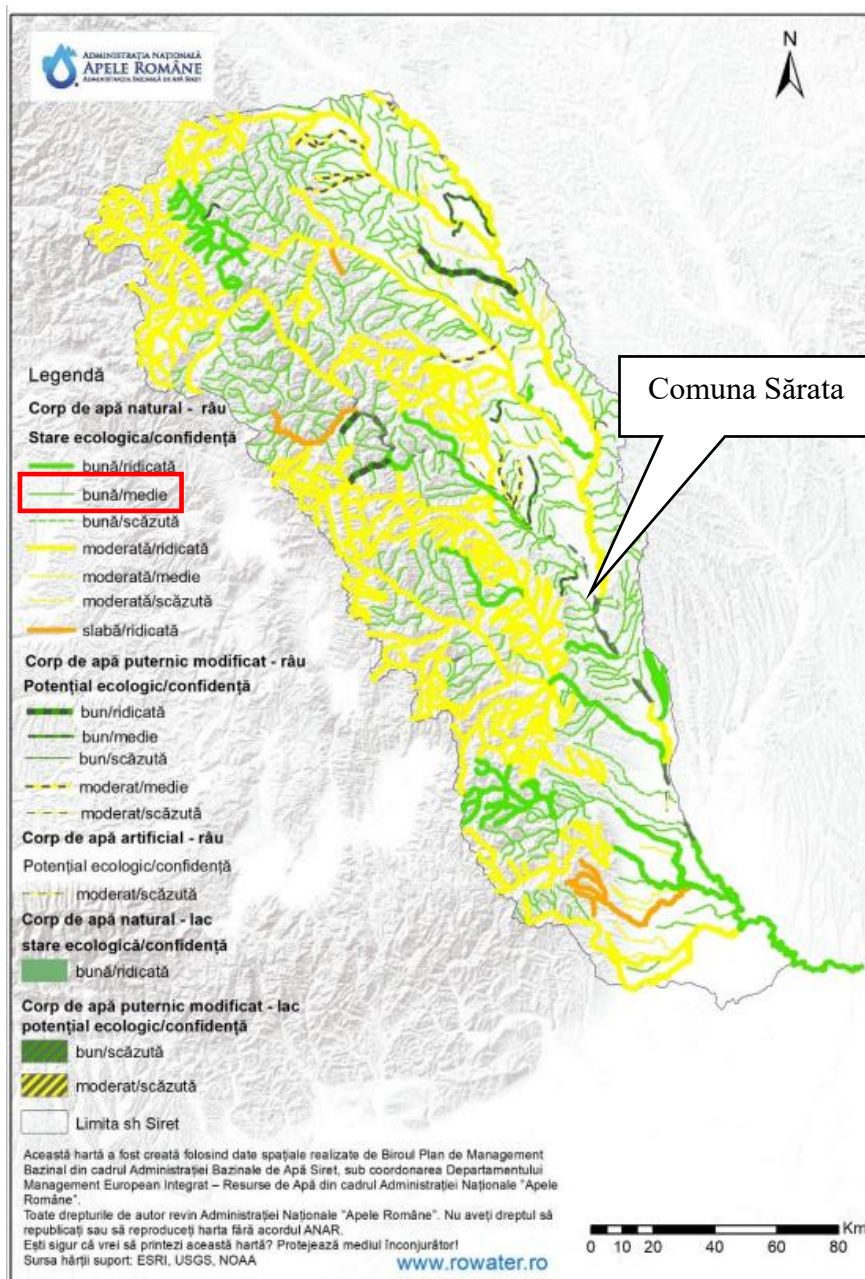 ADMINISTRAȚIA NAȚIONALĂ
APELE ROMÂNE
ADMINISTRAȚIA BAZINALĂ DE APĂ SIRET
N
Comuna Sărata
Legendă
Corp de apă natural - râu
Stare ecologica/confidență
bună/ridicată
bună/medie
bună/scăzută
moderată/ridicată
moderată/medie
moderată/scăzută
slabă/ridicată
Corp de apă puternic modificat - râu
Potențial ecologic/confidență
bun/ridicată
bun/medie
bun/scăzută
moderat/medie
moderat/scăzută
Corp de apă artificial - râu
Potențial ecologic/confidență
moderat/scăzută
Corp de apă natural - lac
stare ecologică/confidență
bună/ridicată
Corp de apă puternic modificat - lac
potențial ecologic/confidență
bun/scăzută
moderat/scăzută
Limita sh Siret
Această hartă a fost creată folosind date spațiale realizate de Biroul Plan de Management
Bazinal din cadrul Administrației Bazinale de Apă Siret, sub coordonarea Departamentului
Management European Integrat – Resurse de Apă din cadrul Administrației Naționale "Apele
Române".
Toate drepturile de autor revin Administrației Naționale "Apele Române". Nu aveți dreptul să
republicați sau să reproduceți harta fără acordul ANAR.
Ești sigur că vrei să printezi această hartă? Protejează mediul înconjurător!
Sursa hărții suport: ESRI, USGS, NOAA
www.rowater.ro
Km
0 10 20 40 60 80